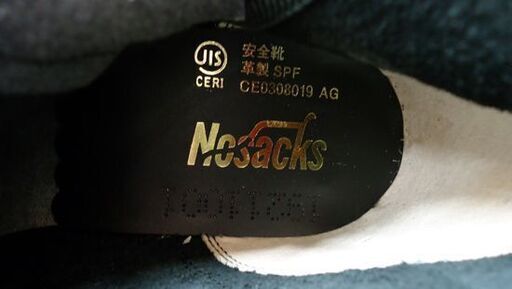 JIS
CERI
安全靴
革製 SPF
CE0308019 AG
Nosacks